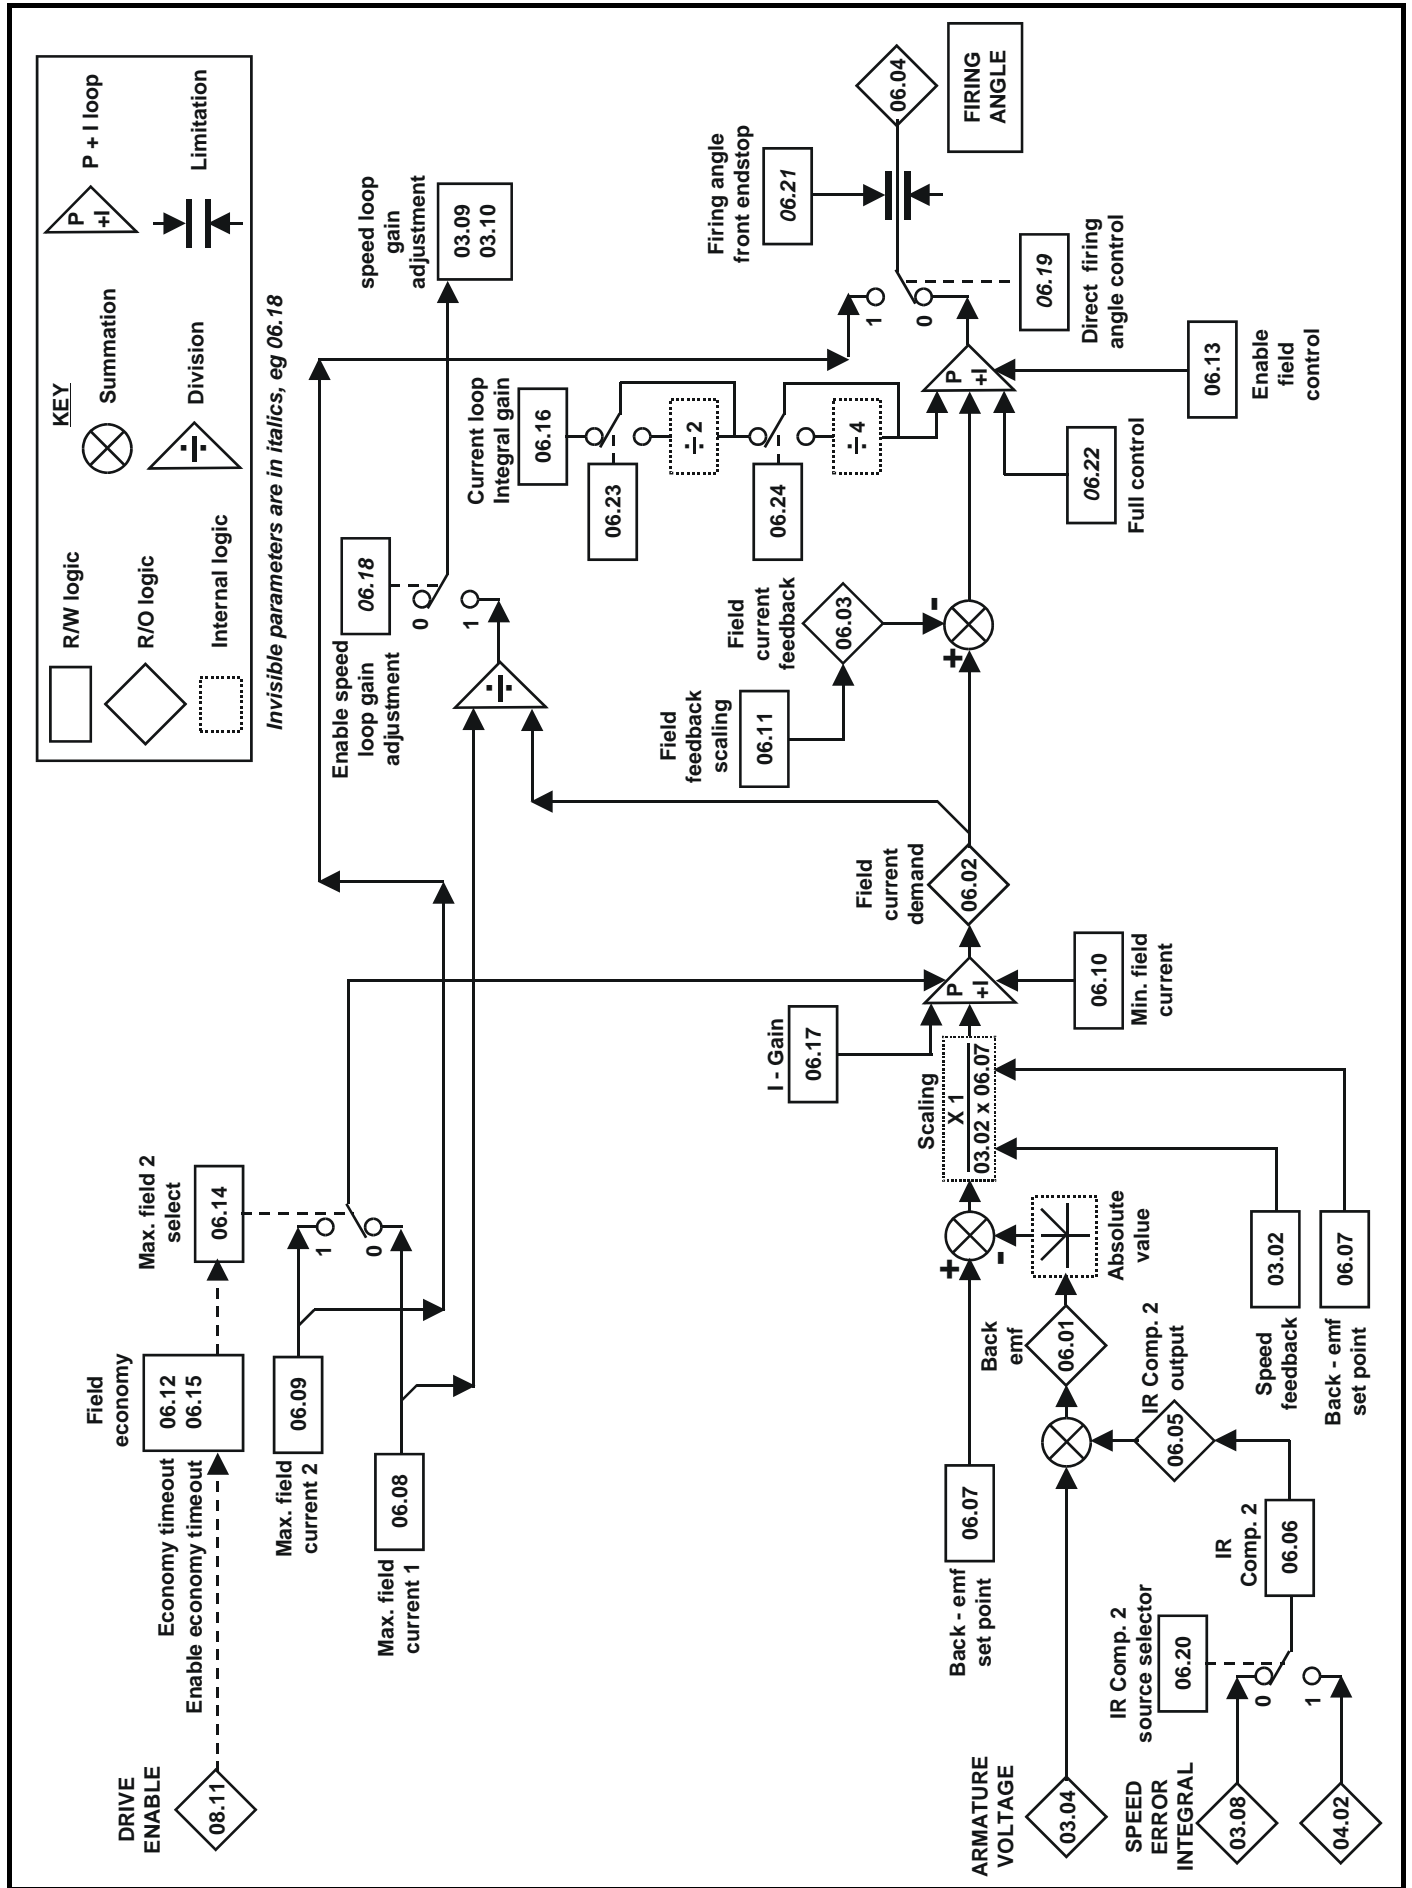 KEY
R/W logic
Summation
P
+I
P + I loop
R/O logic
Division
÷
Limitation
Internal logic
Invisible parameters are in italics, eg 06.18
DRIVE
ENABLE
08.11
Economy timeout
Enable economy timeout
Field
economy
06.12
06.15
Max. field 2
select
06.14
Max. field
current 2
06.09
1
0
Max. field
current 1
06.08
Enable speed
loop gain
adjustment
06.18
0
1
÷
speed loop
gain
adjustment
03.09
03.10
Current loop
Integral gain
06.16
06.23
÷ 2
06.24
÷ 4
Field
feedback
scaling
06.11
Field
current
feedback
06.03
Firing angle
front endstop
06.21
06.04
FIRING
ANGLE
1
0
06.19
Direct firing
angle control
I - Gain
06.17
Field
current
demand
06.02
+
-
P
+I
06.22
Full control
06.13
Enable
field
control
Back - emf
set point
06.07
+
-
Scaling
X 1
03.02 x 06.07
P
+I
06.10
Min. field
current
ARMATURE
VOLTAGE
03.04
Back
emf
06.01
Absolute
value
IR Comp. 2
output
06.05
SPEED
ERROR
INTEGRAL
03.08
04.02
IR Comp. 2
source selector
06.20
0
1
IR
Comp. 2
06.06
Speed
feedback
03.02
Back - emf
set point
06.07